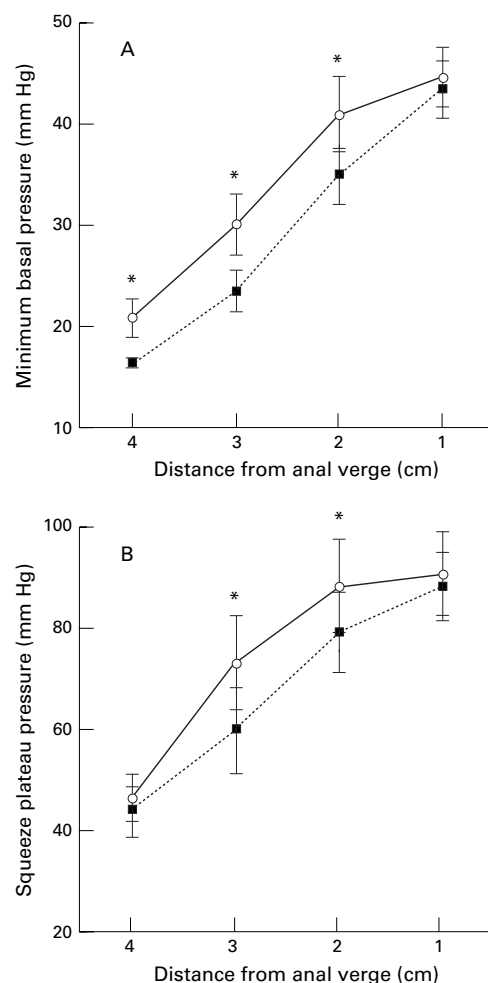 A
*
*
*
50
40
30
20
10
Minimum basal pressure (mm Hg)
4 3 2 1
Distance from anal verge (cm)
B
*
*
100
80
60
40
20
Squeeze plateau pressure (mm Hg)
4 3 2 1
Distance from anal verge (cm)